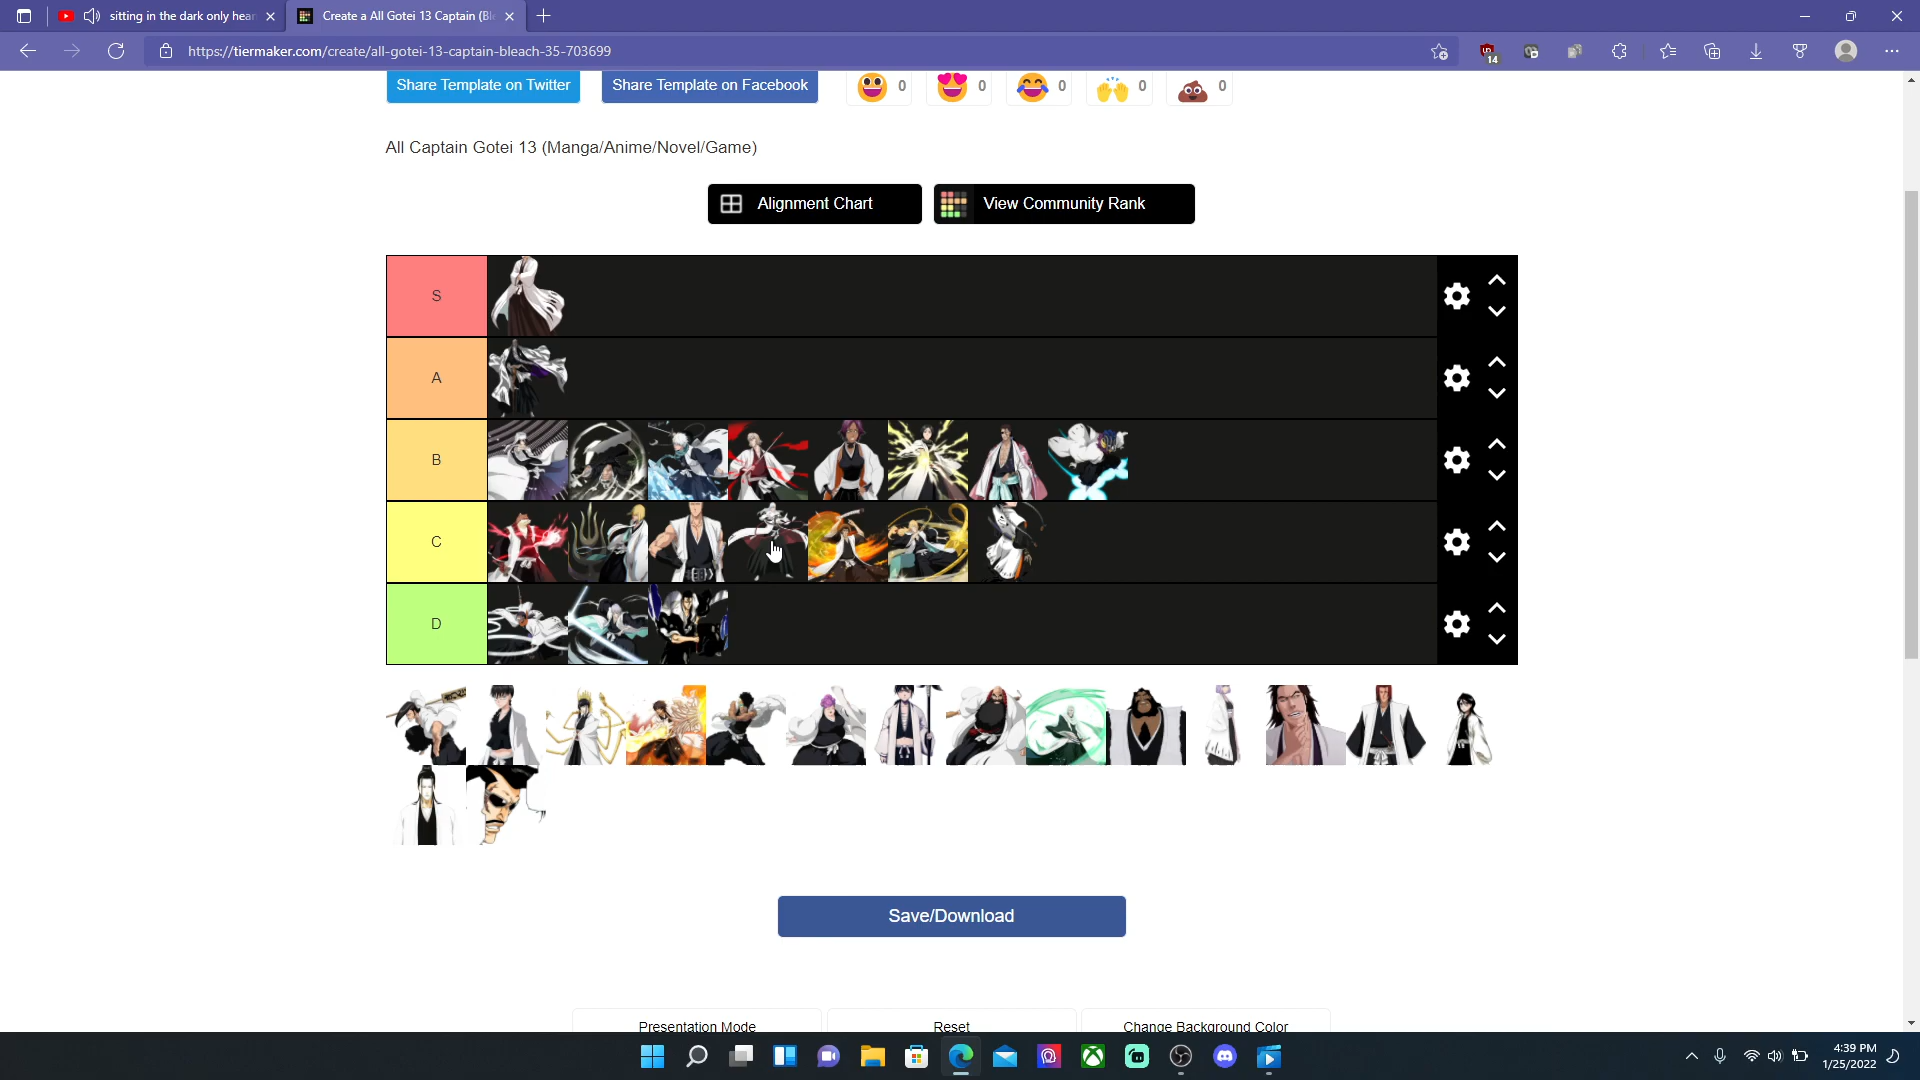 sitting in the dark only hear
Create a All Gotei 13 Captain (Bl
https://tiermaker.com/create/all-gotei-13-captain-bleach-35-703699
14
Share Template on Twitter
Share Template on Facebook
0
0
0
0
0
All Captain Gotei 13 (Manga/Anime/Novel/Game)
Alignment Chart
View Community Rank
S
A
B
C
D
Save/Download
Presentation Mode
Reset
Change Background Color
4:39 PM
1/25/2022